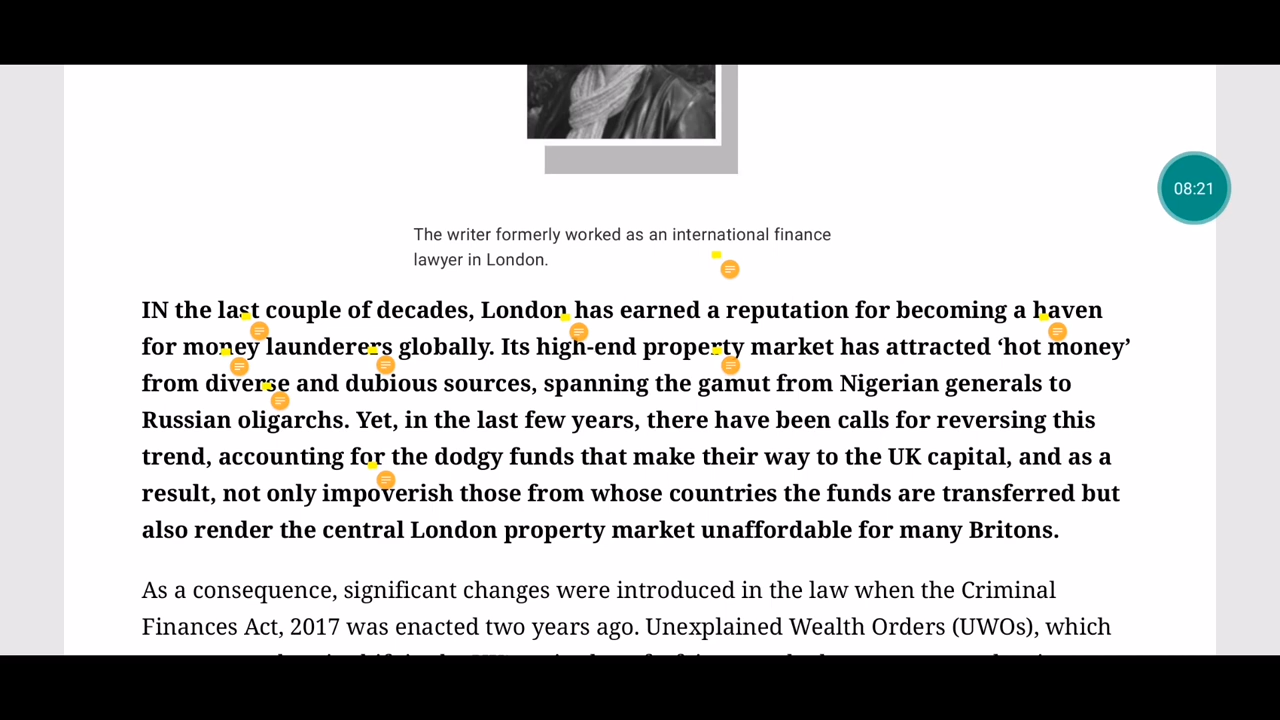 08:21
The writer formerly worked as an international finance
lawyer in London.
IN the last couple of decades, London has earned a reputation for becoming a haven
for money launderers globally. Its high-end property market has attracted ‘hot money’
from diverse and dubious sources, spanning the gamut from Nigerian generals to
Russian oligarchs. Yet, in the last few years, there have been calls for reversing this
trend, accounting for the dodgy funds that make their way to the UK capital, and as a
result, not only impoverish those from whose countries the funds are transferred but
also render the central London property market unaffordable for many Britons.
As a consequence, significant changes were introduced in the law when the Criminal
Finances Act, 2017 was enacted two years ago. Unexplained Wealth Orders (UWOs), which